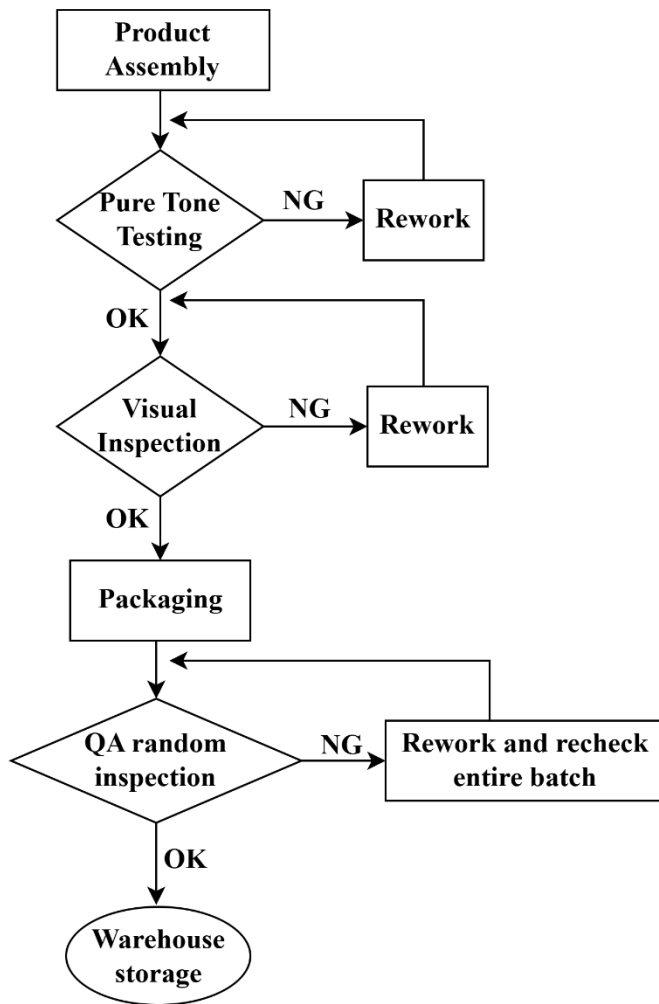 Product
Assembly
Pure Tone
Testing
NG
Rework
OK
Visual
Inspection
NG
Rework
OK
Packaging
QA random
inspection
NG
Rework and recheck
entire batch
OK
Warehouse
storage